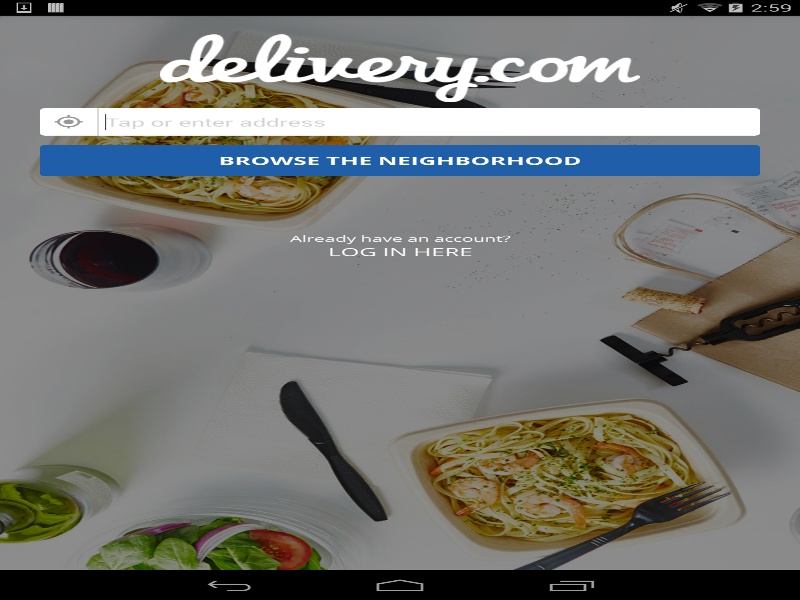 2:59
delivery.com
Tap or enter address
BROWSE THE NEIGHBORHOOD
Already have an account?
LOG IN HERE